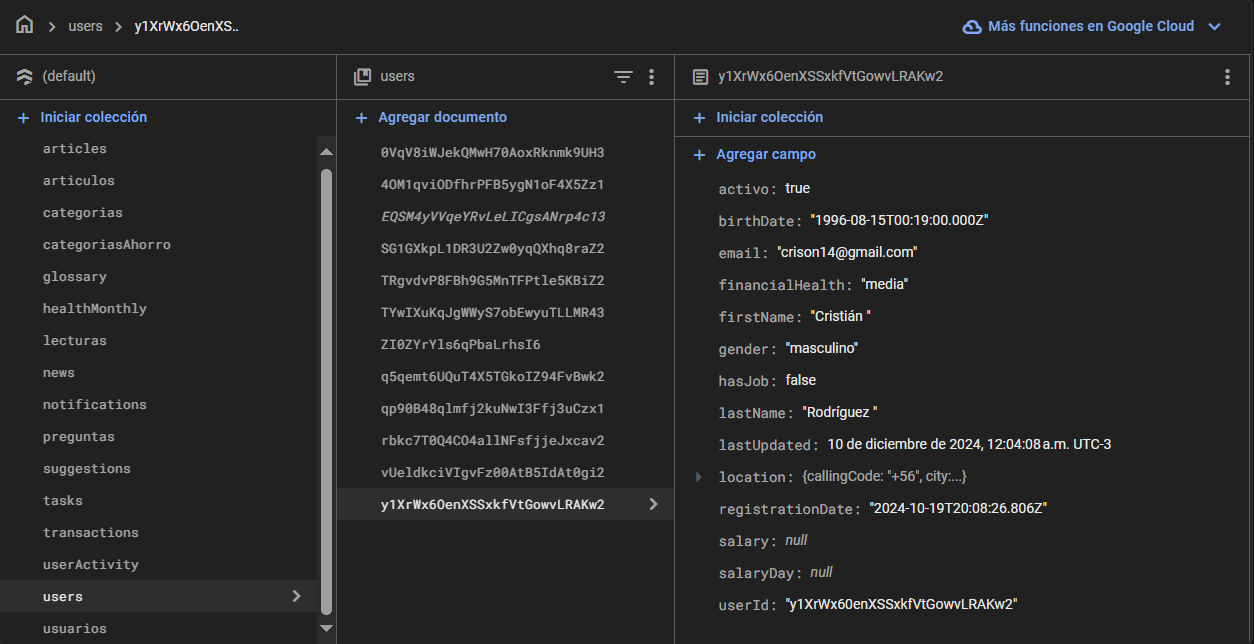 users
y1XrWx6OenXS..
Más funciones en Google Cloud
(default)
Iniciar colección
articles
articulos
categorias
categoriasAhorro
glossary
healthMonthly
lecturas
news
notifications
preguntas
suggestions
tasks
transactions
userActivity
users
usuarios
users
Agregar documento
0VqV8iWJekQMwH70AoxRknmk9UH3
4OM1qviODfhrPFB5ygN1oF4X5Zz1
EQSM4yVVqeYRvLeLICgsANrp4c13
SG1GXkpL1DR3U2Zw0yqQXhq8raZ2
TRgvdvP8FBh9G5MnTFPtle5KBiZ2
TYwIXuKqJgWWyS7obEwyuTLLMR43
ZI0ZYrYls6qPbaLrhsI6
q5qemt6UQuT4X5TGkoIZ94FvBwk2
qp90B48qlmfj2kuNwI3Ffj3uCzx1
rbkc7T0Q4CO4allNFsfjjeJxcav2
vUeldkciVIgvFz00AtB5IdAt0gi2
y1XrWx6OenXSSxkfVtGowvLRAKw2
y1XrWx6OenXSSxkfVtGowvLRAKw2
Iniciar colección
Agregar campo
activo: true
birthDate: "1996-08-15T00:19:00.000Z"
email: "crison14@gmail.com"
financialHealth: "media"
firstName: "Cristián "
gender: "masculino"
hasJob: false
lastName: "Rodríguez "
lastUpdated: 10 de diciembre de 2024, 12:04:08 a.m. UTC-3
location: {callingCode: "+56", city:...}
registrationDate: "2024-10-19T20:08:26.806Z"
salary: null
salaryDay: null
userId: "y1XrWx6OenXSSxkfVtGowvLRAKw2"